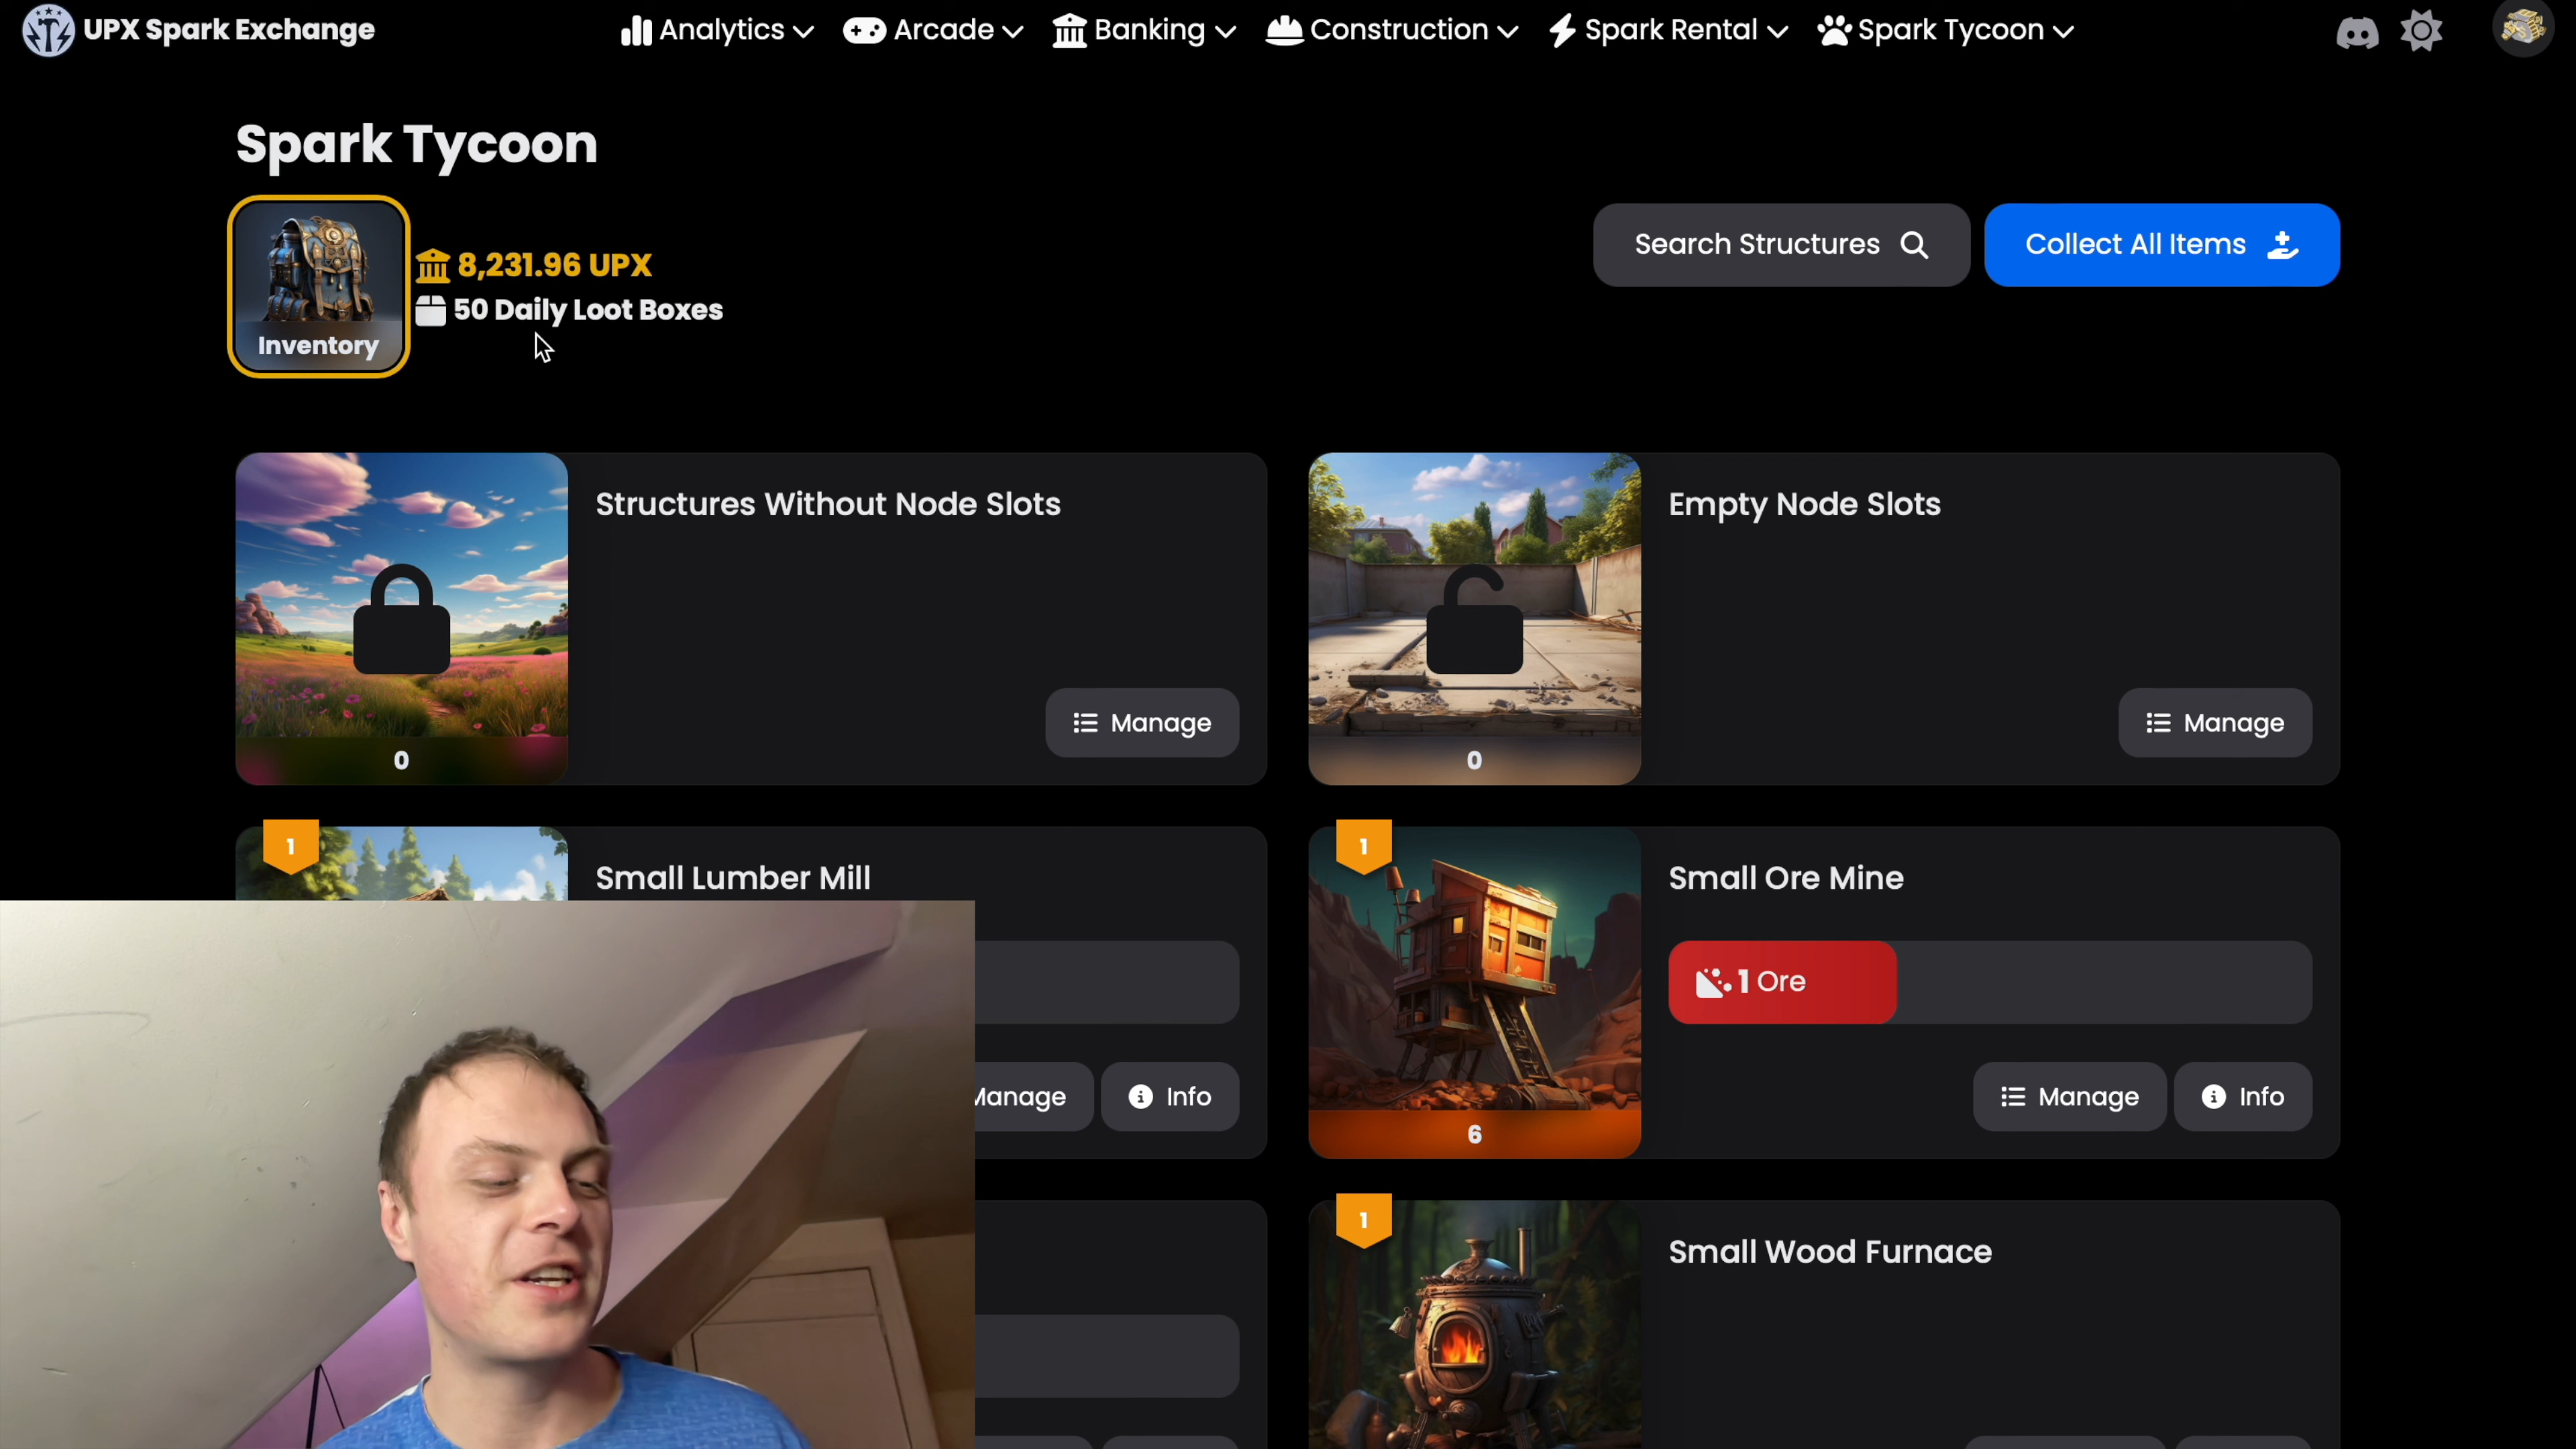 UPX Spark Exchange
Analytics
Arcade
Banking
Construction
Spark Rental
Spark Tycoon
Spark Tycoon
Inventory
8,231.96 UPX
50 Daily Loot Boxes
Search Structures
Collect All Items
Structures Without Node Slots
Manage
0
Empty Node Slots
Manage
0
1
Small Lumber Mill
Manage
Info
1
Small Ore Mine
1 Ore
Manage
Info
6
1
Small Wood Furnace